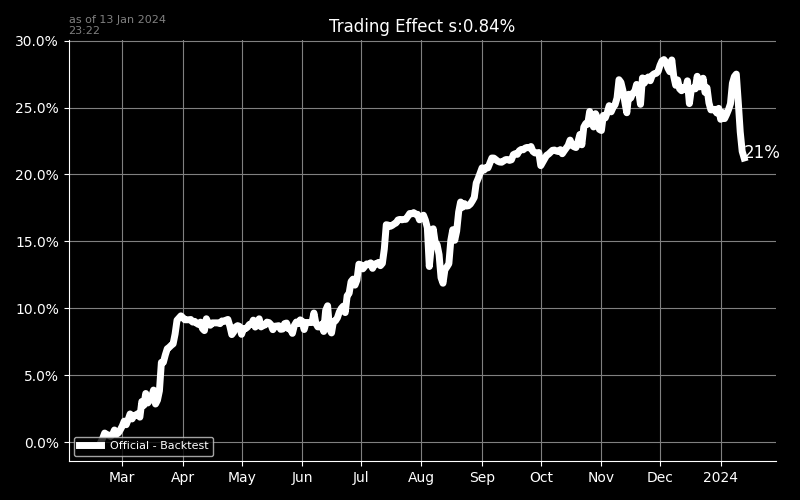 as of 13 Jan 2024
23:22
Trading Effect s:0.84%
30.0%
25.0%
20.0%
15.0%
10.0%
5.0%
0.0%
21%
Official - Backtest
Mar Apr May Jun Jul Aug Sep Oct Nov Dec 2024